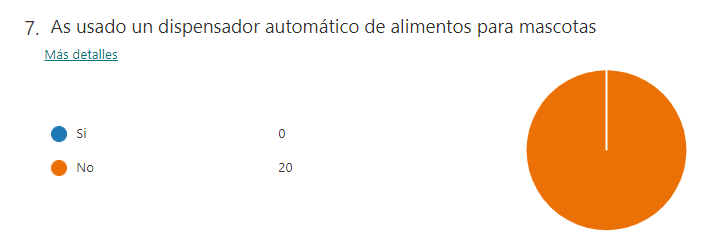 7. As usado un dispensador automático de alimentos para mascotas
Más detalles
Si 0
No 20